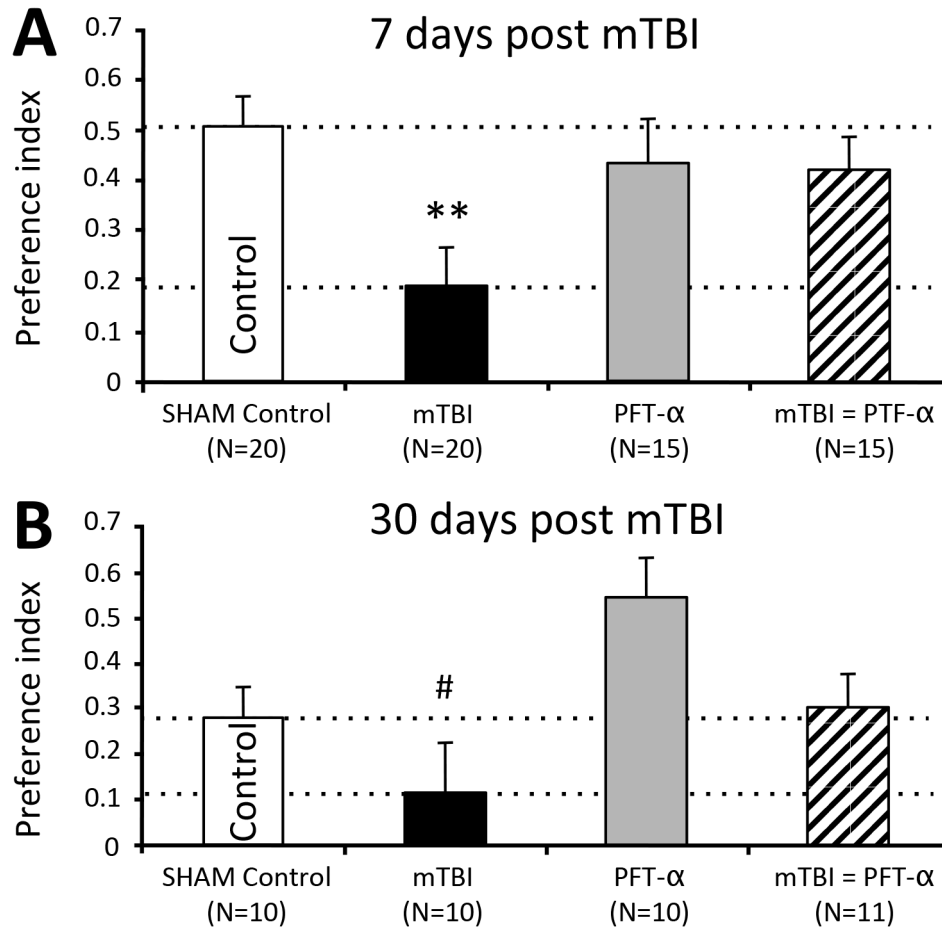 A
7 days post mTBI
Preference index
0.7
0.6
0.5
0.4
0.3
0.2
0.1
0
Control
**
SHAM Control
(N=20)
mTBI
(N=20)
PFT-α
(N=15)
mTBI = PTF-α
(N=15)
B
30 days post mTBI
Preference index
0.7
0.6
0.5
0.4
0.3
0.2
0.1
0
Control
#
SHAM Control
(N=10)
mTBI
(N=10)
PFT-α
(N=10)
mTBI = PFT-α
(N=11)